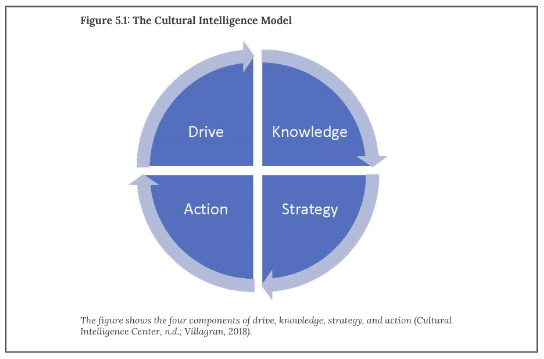 Figure 5.1: The Cultural Intelligence Model
Drive
Knowledge
Action
Strategy
The figure shows the four components of drive, knowledge, strategy, and action (Cultural
Intelligence Center, n.d.; Villagran, 2018).